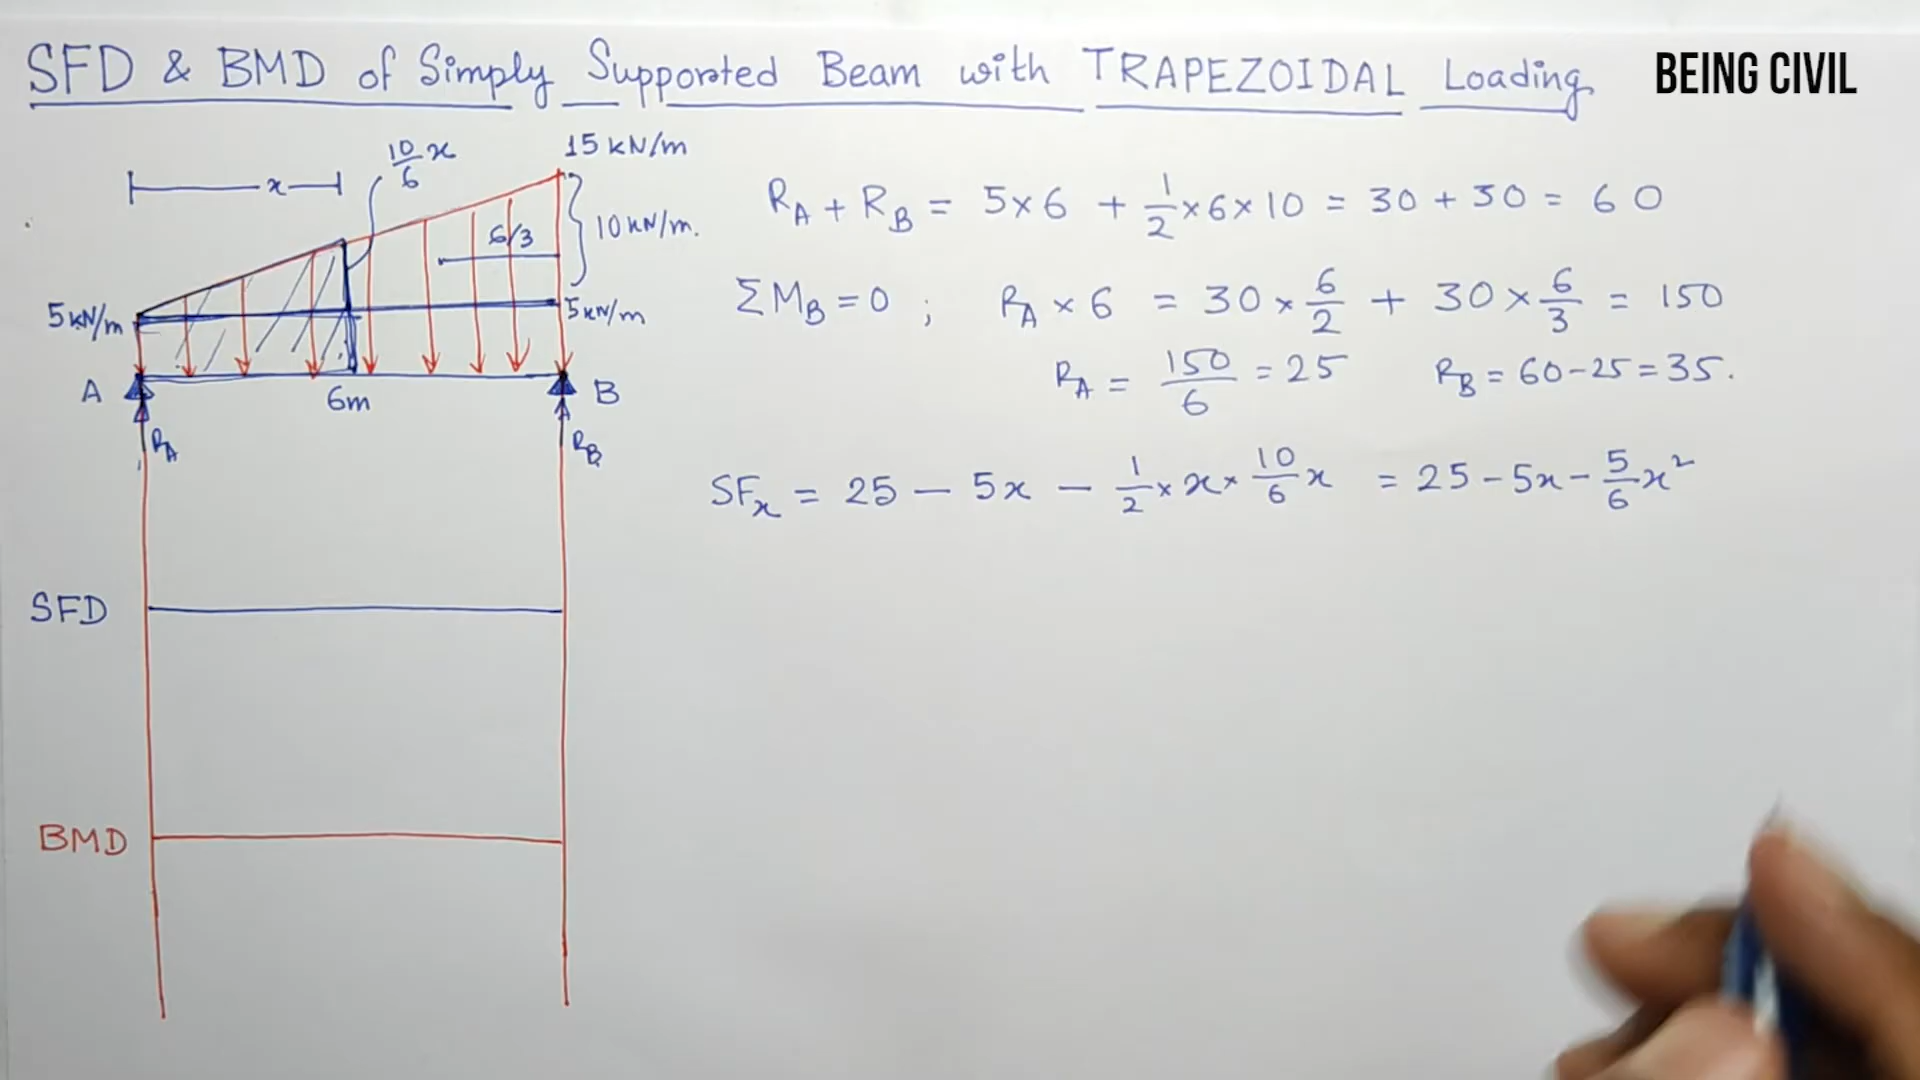 SFD & BMD of Simply Supported Beam with TRAPEZOIDAL Loading
BEING CIVIL
x
10/6 x
15 kN/m
10 kN/m.
6/3
5 kN/m
5 kN/m
A
6m
B
RA
RB
RA + RB = 5×6 + 1/2×6×10 = 30 + 30 = 60
ΣMB = 0 ; RA × 6 = 30 × 6/2 + 30 × 6/3 = 150
RA = 150/6 = 25 RB = 60 - 25 = 35.
SFx = 25 - 5x - 1/2 × x × 10/6 x = 25 - 5x - 5/6 x²
SFD
BMD